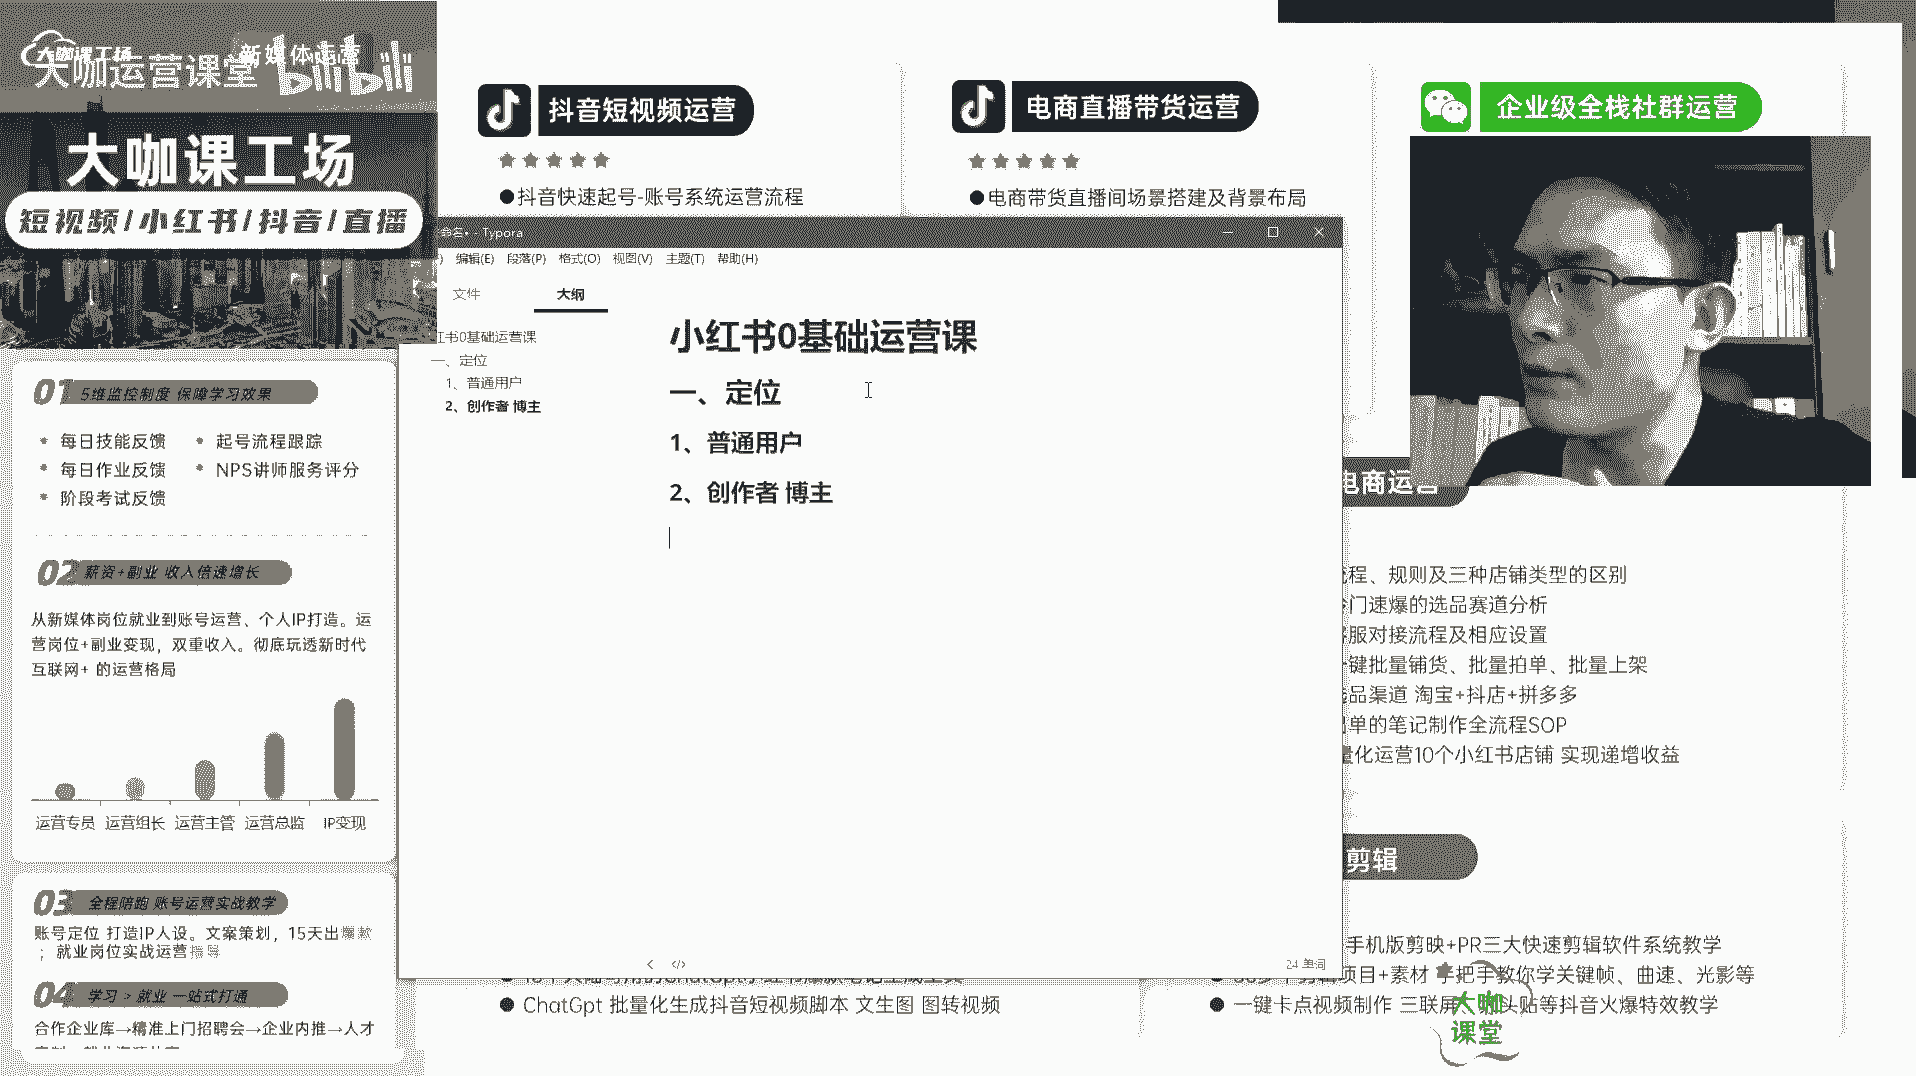 大咖课工场
新媒体运营
大咖运营课堂 bilibili
大咖课工场
短视频/小红书/抖音/直播
01 5维监控制度 保障学习效果
每日技能反馈
起号流程跟踪
每日作业反馈
NPS讲师服务评分
阶段考试反馈
02 薪资+副业 收入倍速增长
从新媒体岗位就业到账号运营、个人IP打造。运
营岗位+副业变现，双重收入。彻底玩透新时代
互联网+ 的运营格局
运营专员 运营组长 运营主管 运营总监 IP变现
03 全程陪跑 账号运营实战教学
账号定位 打造IP人设。文案策划，15天出爆款
；就业岗位实战运营指导
04 学习 > 就业 一站式打通
合作企业库→精准上门招聘会→企业内推→人才
抖音短视频运营
●抖音快速起号-账号系统运营流程
电商直播带货运营
●电商带货直播间场景搭建及背景布局
企业级全栈社群运营
命名• - Typora
编辑(E) 段落(P) 格式(O) 视图(V) 主题(T) 帮助(H)
文件
大纲
红书0基础运营课
一、定位
1、普通用户
2、创作者 博主
小红书0基础运营课
一、定位
1、普通用户
2、创作者 博主
</>
24 单词
电商运营
流程、规则及三种店铺类型的区别
冷门速爆的选品赛道分析
客服对接流程及相应设置
一键批量铺货、批量拍单、批量上架
选品渠道 淘宝+抖店+拼多多
出单的笔记制作全流程SOP
量化运营10个小红书店铺 实现递增收益
剪辑
手机版剪映+PR三大快速剪辑软件系统教学
项目+素材 手把手教你学关键帧、曲速、光影等
●一键卡点视频制作 三联屏、头贴等抖音火爆特效教学
●ChatGpt 批量化生成抖音短视频脚本 文生图 图转视频
大咖
课堂